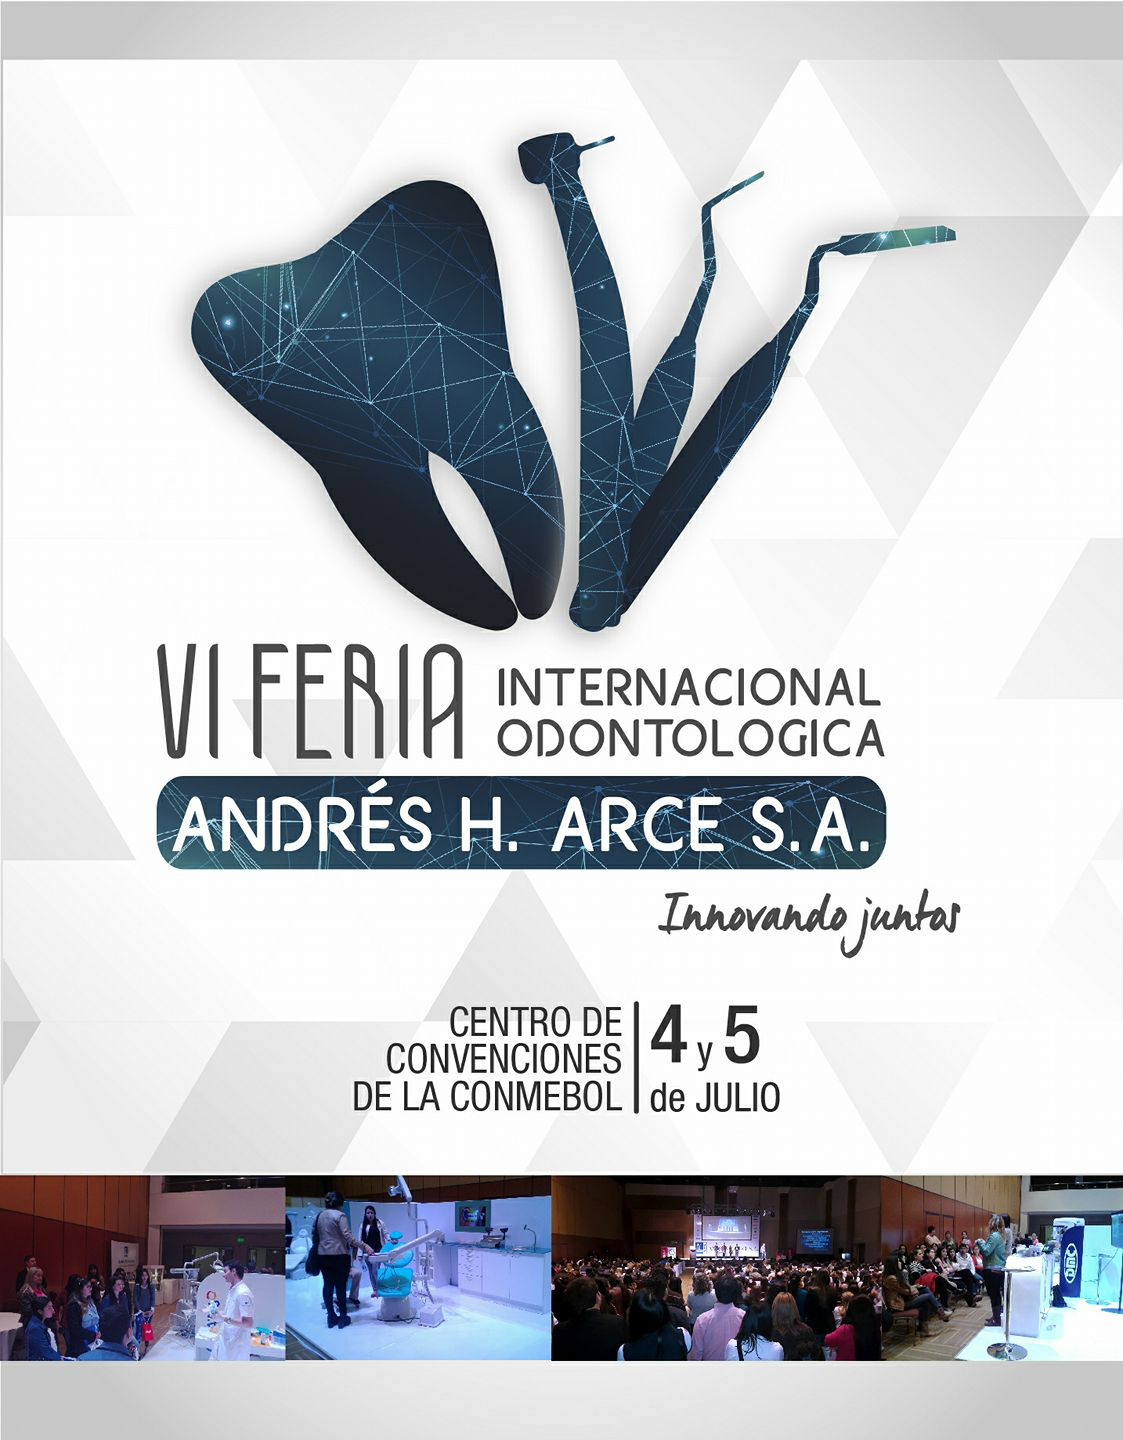 VI FERIA
INTERNACIONAL
ODONTOLOGICA
ANDRÉS H. ARCE S.A.
Innovando juntos
CENTRO DE
CONVENCIONES
DE LA CONMEBOL
4 y 5
de JULIO